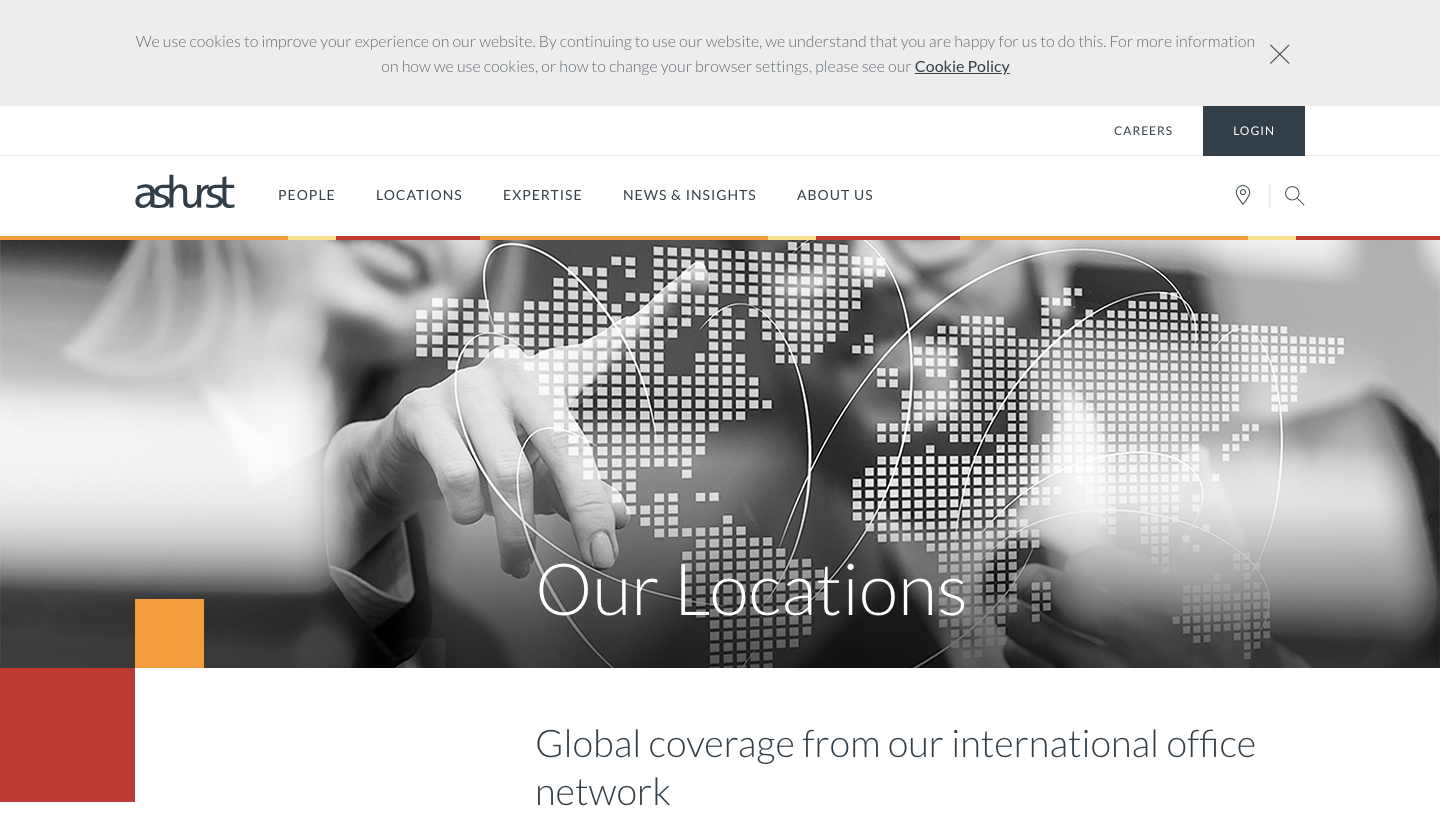 We use cookies to improve your experience on our website. By continuing to use our website, we understand that you are happy for us to do this. For more information
on how we use cookies, or how to change your browser settings, please see our Cookie Policy
CAREERS
LOGIN
ashurst
PEOPLE
LOCATIONS
EXPERTISE
NEWS & INSIGHTS
ABOUT US
Our Locations
Global coverage from our international office
network